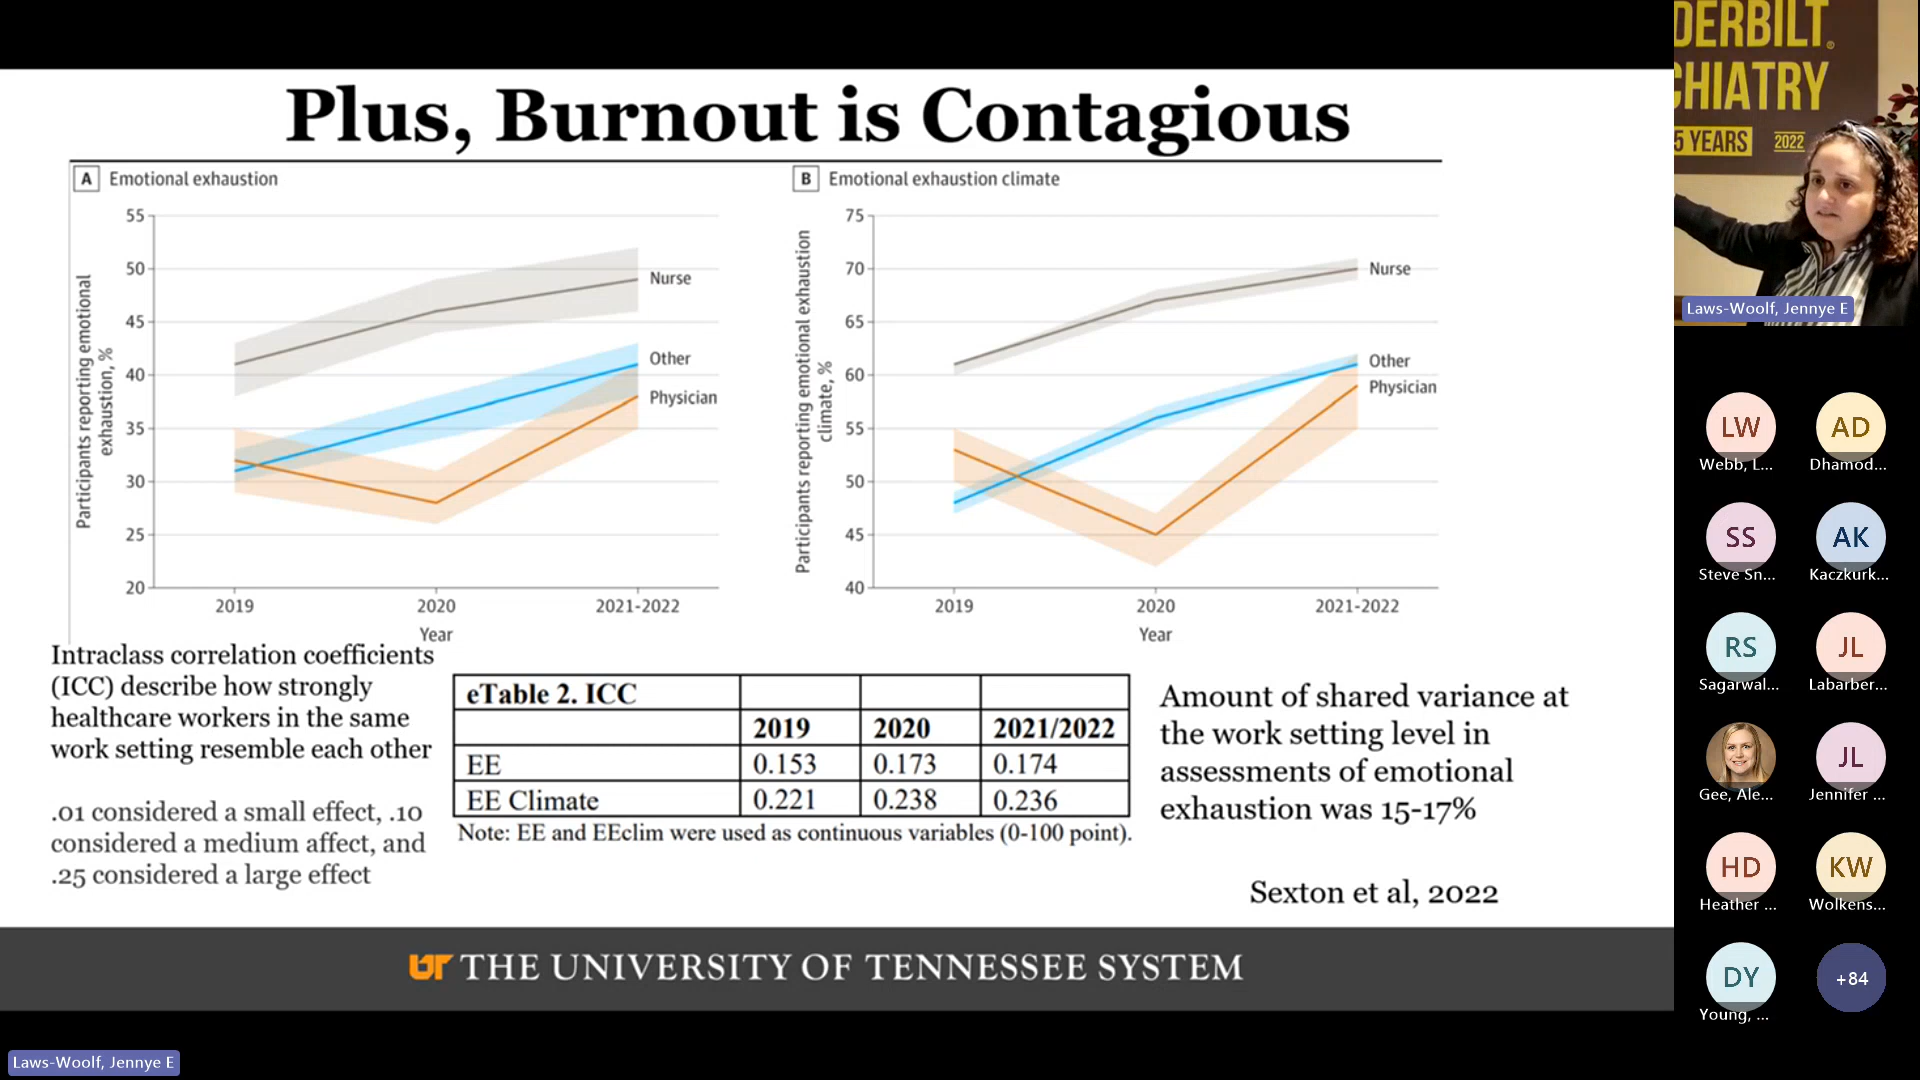 Plus, Burnout is Contagious
A Emotional exhaustion
Participants reporting emotional
exhaustion, %
55
50
45
40
35
30
25
20
Nurse
Other
Physician
2019 2020 2021-2022
Year
B Emotional exhaustion climate
Participants reporting emotional exhaustion
climate, %
75
70
65
60
55
50
45
40
Nurse
Other
Physician
2019 2020 2021-2022
Year
Intraclass correlation coefficients
(ICC) describe how strongly
healthcare workers in the same
work setting resemble each other
.01 considered a small effect, .10
considered a medium affect, and
.25 considered a large effect
eTable 2. ICC
2019 2020 2021/2022
EE 0.153 0.173 0.174
EE Climate 0.221 0.238 0.236
Note: EE and EEclim were used as continuous variables (0-100 point).
Amount of shared variance at
the work setting level in
assessments of emotional
exhaustion was 15-17%
Sexton et al, 2022
UT THE UNIVERSITY OF TENNESSEE SYSTEM
Laws-Woolf, Jennye E
DERBILT®
CHIATRY
5 YEARS 2022
Laws-Woolf, Jennye E
LW AD
Webb, L... Dhamod...
SS AK
Steve Sn... Kaczkurk...
RS JL
Sagarwal... Labarber...
JL
Gee, Ale... Jennifer ...
HD KW
Heather ... Wolkens...
DY +84
Young, ...